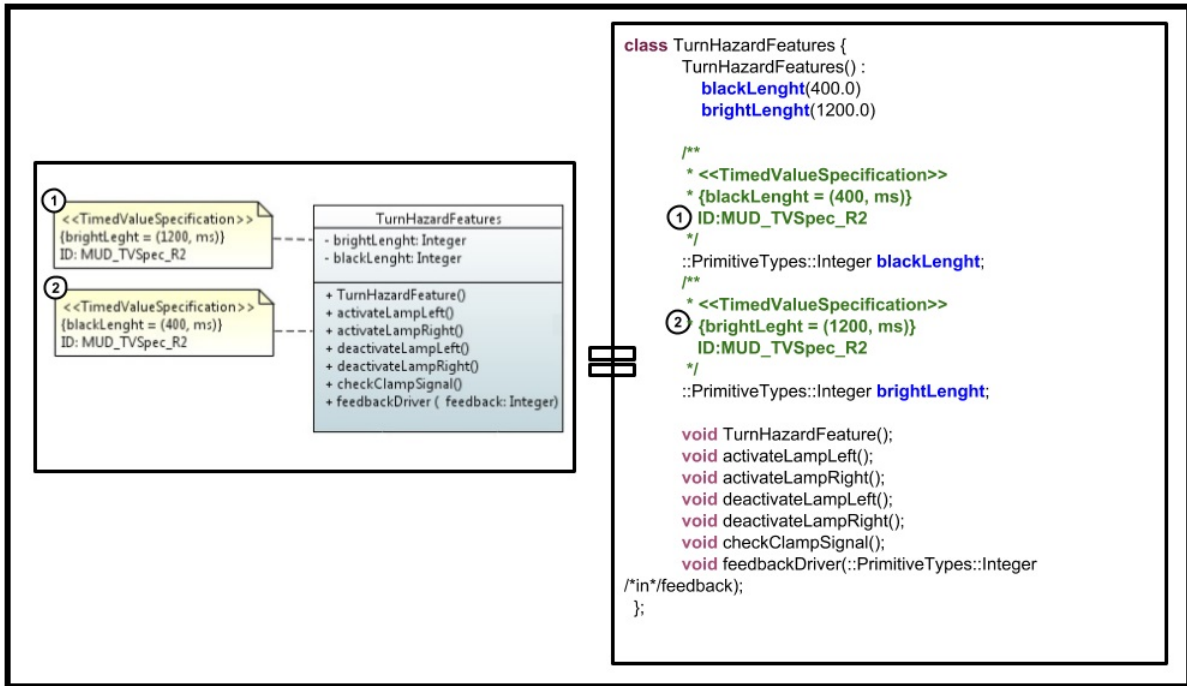 1
<<TimedValueSpecification>>
{brightLeght = (1200, ms)}
ID: MUD_TVSpec_R2
2
<<TimedValueSpecification>>
{blackLenght = (400, ms)}
ID: MUD_TVSpec_R2
TurnHazardFeatures
- brightLenght: Integer
- blackLenght: Integer
+ TurnHazardFeature()
+ activateLampLeft()
+ activateLampRight()
+ deactivateLampLeft()
+ deactivateLampRight()
+ checkClampSignal()
+ feedbackDriver ( feedback: Integer)
class TurnHazardFeatures {
TurnHazardFeatures() :
blackLenght(400.0)
brightLenght(1200.0)
/**
* <<TimedValueSpecification>>
* {blackLenght = (400, ms)}
1 ID:MUD_TVSpec_R2
*/
::PrimitiveTypes::Integer blackLenght;
/**
* <<TimedValueSpecification>>
2 * {brightLeght = (1200, ms)}
ID:MUD_TVSpec_R2
*/
::PrimitiveTypes::Integer brightLenght;
void TurnHazardFeature();
void activateLampLeft();
void activateLampRight();
void deactivateLampLeft();
void deactivateLampRight();
void checkClampSignal();
void feedbackDriver(::PrimitiveTypes::Integer
/*in*/feedback);
};